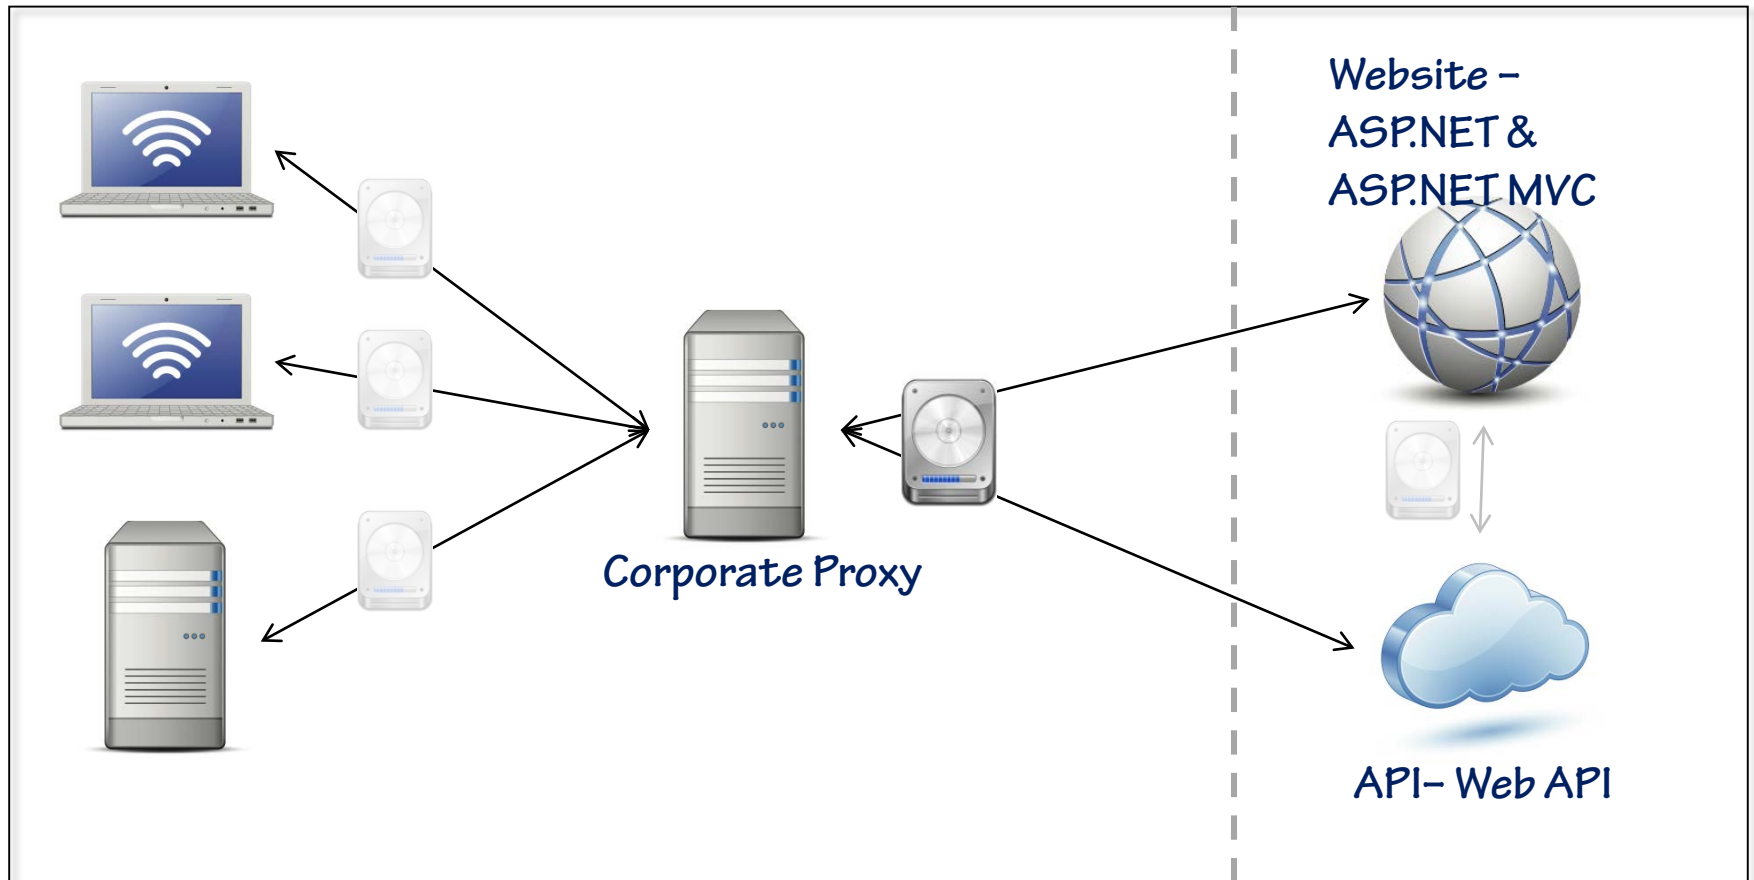 Website –
ASP.NET &
ASP.NET MVC
Corporate Proxy
API– Web API